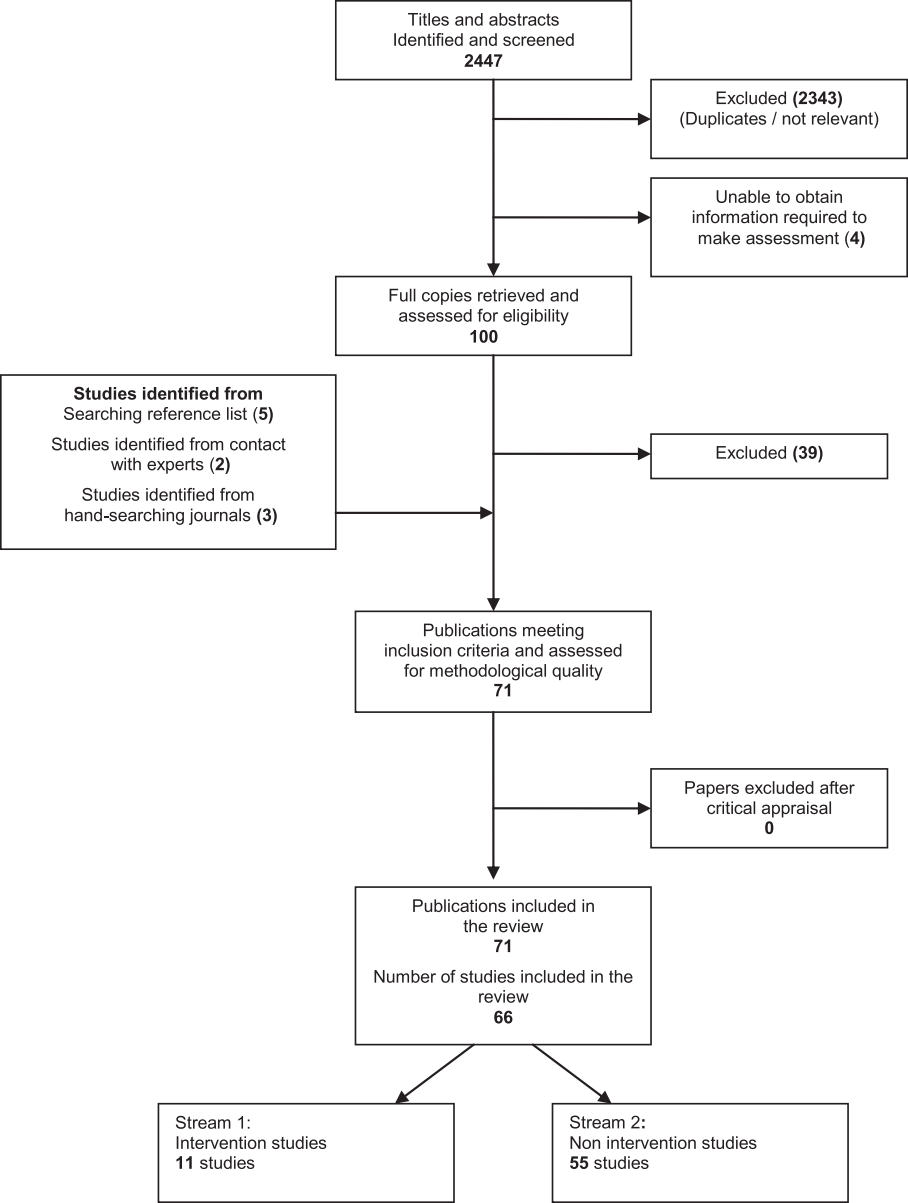 Titles and abstracts
Identified and screened
2447
Excluded (2343)
(Duplicates / not relevant)
Unable to obtain
information required to
make assessment (4)
Full copies retrieved and
assessed for eligibility
100
Studies identified from
Searching reference list (5)
Studies identified from contact
with experts (2)
Studies identified from
hand-searching journals (3)
Excluded (39)
Publications meeting
inclusion criteria and assessed
for methodological quality
71
Papers excluded after
critical appraisal
0
Publications included in
the review
71
Number of studies included in the
review
66
Stream 1:
Intervention studies
11 studies
Stream 2:
Non intervention studies
55 studies